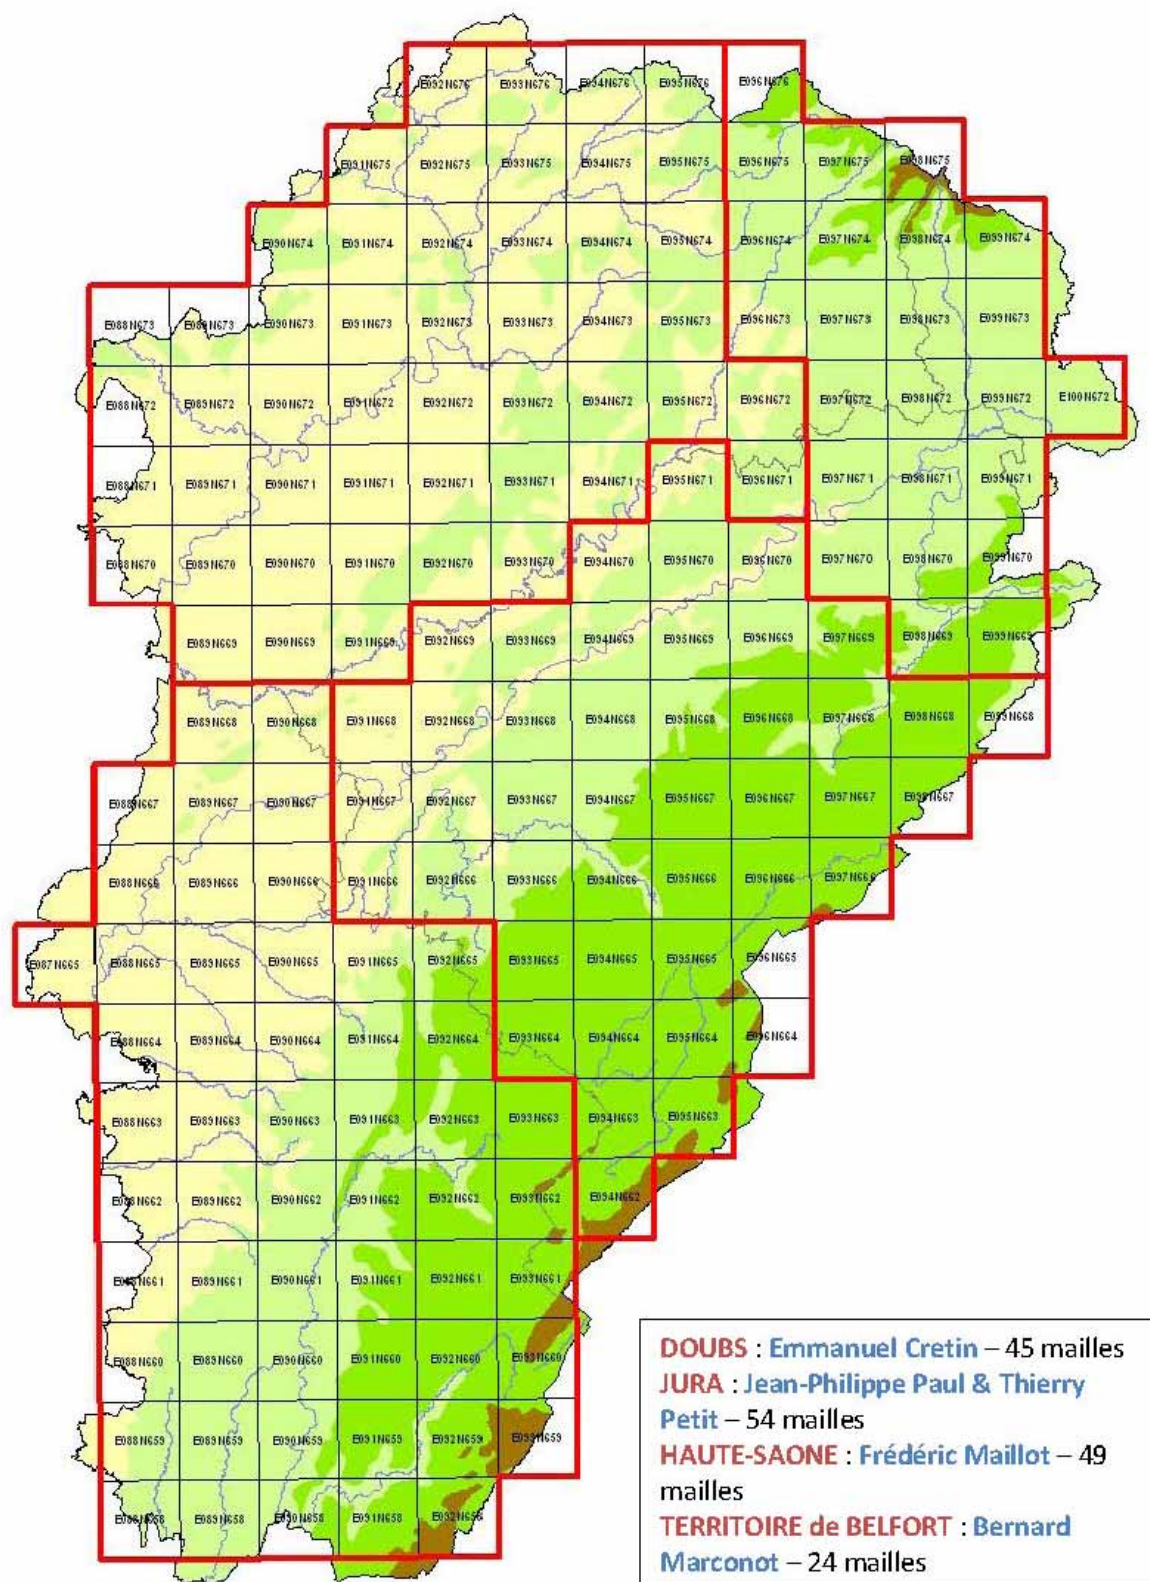 E092N676 E093N676 E094N676 E095N676 E096N676
E091N675 E092N675 E093N675 E094N675 E095N675 E096N675 E097N675 E098N675
E090N674 E091N674 E092N674 E093N674 E094N674 E095N674 E096N674 E097N674 E098N674 E099N674
E088N673 E089N673 E090N673 E091N673 E092N673 E093N673 E094N673 E095N673 E096N673 E097N673 E098N673 E099N673
E088N672 E089N672 E090N672 E091N672 E092N672 E093N672 E094N672 E095N672 E096N672 E097N672 E098N672 E099N672 E100N672
E088N671 E089N671 E090N671 E091N671 E092N671 E093N671 E094N671 E095N671 E096N671 E097N671 E098N671 E099N671
E088N670 E089N670 E090N670 E091N670 E092N670 E093N670 E094N670 E095N670 E096N670 E097N670 E098N670 E099N670
E089N669 E090N669 E091N669 E092N669 E093N669 E094N669 E095N669 E096N669 E097N669 E098N669 E099N669
E089N668 E090N668 E091N668 E092N668 E093N668 E094N668 E095N668 E096N668 E097N668 E098N668 E099N668
E088N667 E089N667 E090N667 E091N667 E092N667 E093N667 E094N667 E095N667 E096N667 E097N667 E098N667
E088N666 E089N666 E090N666 E091N666 E092N666 E093N666 E094N666 E095N666 E096N666 E097N666
E087N665 E088N665 E089N665 E090N665 E091N665 E092N665 E093N665 E094N665 E095N665 E096N665
E088N664 E089N664 E090N664 E091N664 E092N664 E093N664 E094N664 E095N664 E096N664
E088N663 E089N663 E090N663 E091N663 E092N663 E093N663 E094N663 E095N663
E088N662 E089N662 E090N662 E091N662 E092N662 E093N662 E094N662
E088N661 E089N661 E090N661 E091N661 E092N661 E093N661
E088N660 E089N660 E090N660 E091N660 E092N660 E093N660
E088N659 E089N659 E090N659 E091N659 E092N659 E093N659
E088N658 E089N658 E090N658 E091N658 E092N658
DOUBS : Emmanuel Cretin – 45 mailles
JURA : Jean-Philippe Paul & Thierry
Petit – 54 mailles
HAUTE-SAONE : Frédéric Maillot – 49
mailles
TERRITOIRE de BELFORT : Bernard
Marconot – 24 mailles